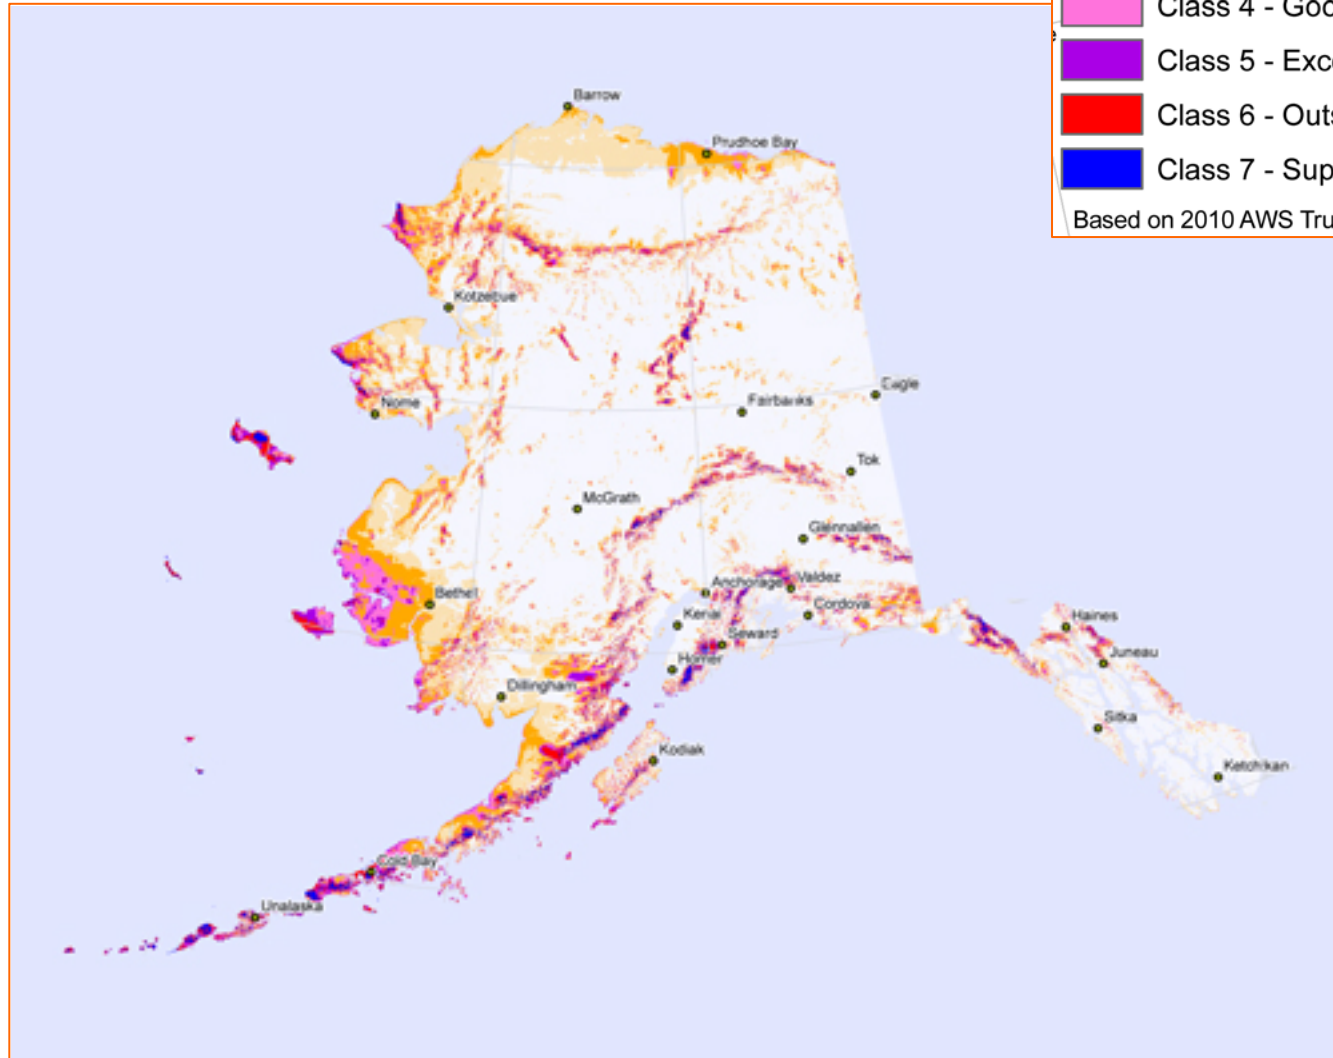 Class 4 - Goo
Class 5 - Exc
Class 6 - Outs
Class 7 - Sup
Based on 2010 AWS Tru
Barrow
Prudhoe Bay
Kotzebue
Eagle
Nome
Fairbanks
Tok
McGrath
Glennallen
Anchorage
Valdez
Bethel
Cordova
Kenai
Haines
Seward
Juneau
Homer
Dillingham
Sitka
Kodiak
Ketchikan
Cold Bay
Unalaska